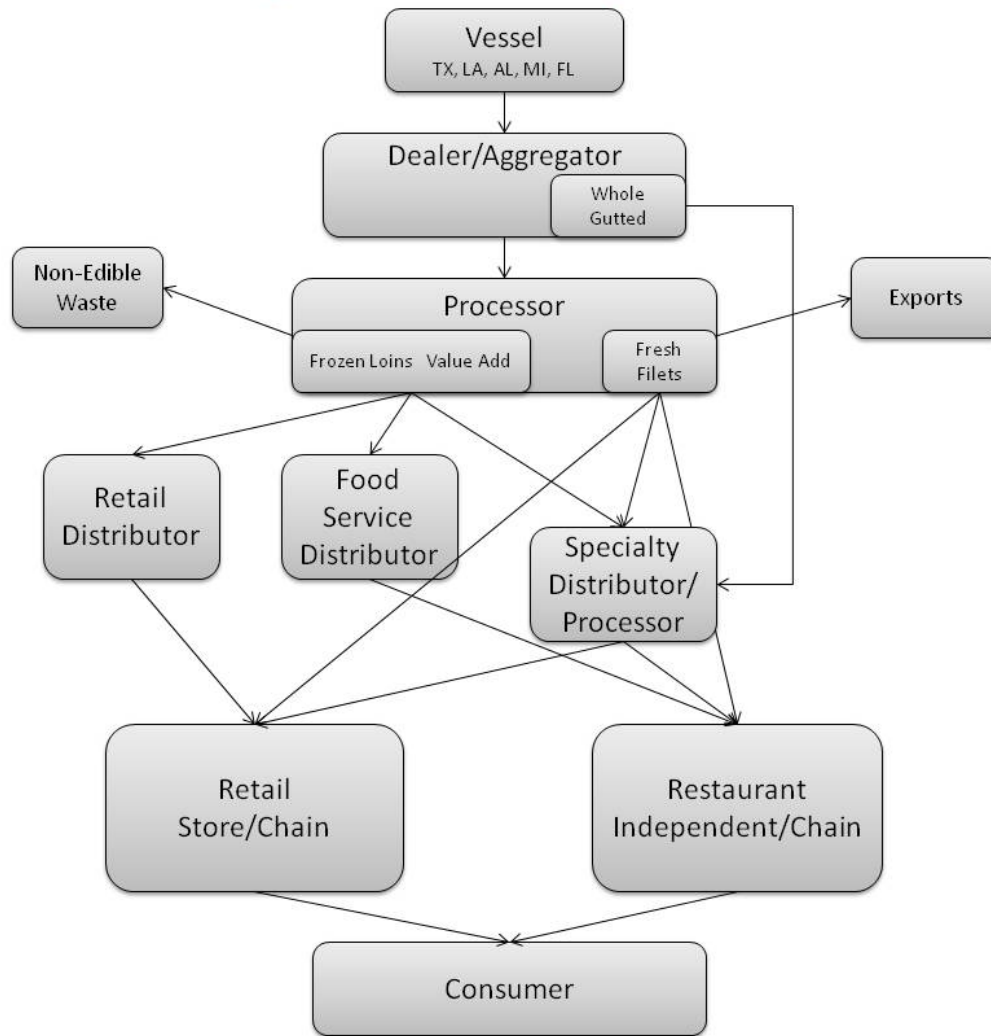 Vessel
TX, LA, AL, MI, FL
Dealer/Aggregator
Whole
Gutted
Non-Edible
Waste
Processor
Exports
Frozen Loins Value Add
Fresh
Filets
Retail
Distributor
Food
Service
Distributor
Specialty
Distributor/
Processor
Retail
Store/Chain
Restaurant
Independent/Chain
Consumer